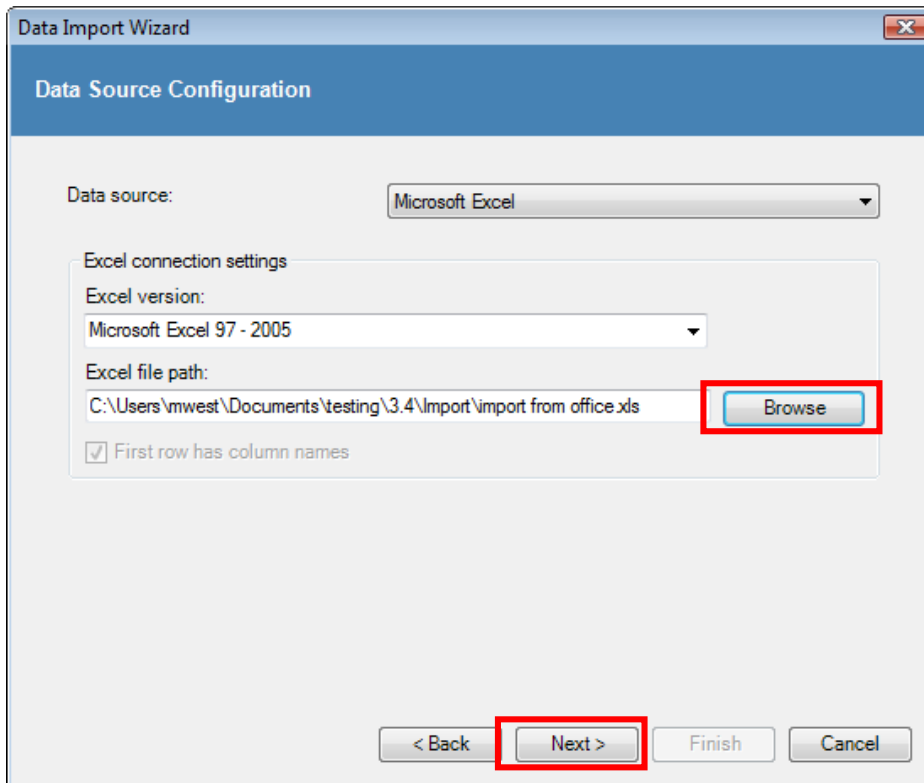 Data Import Wizard
Data Source Configuration
Data source:
Microsoft Excel
Excel connection settings
Excel version:
Microsoft Excel 97 - 2005
Excel file path:
C:\Users\mwest\Documents\testing\3.4\Import\import from office.xls
Browse
First row has column names
< Back Next > Finish Cancel